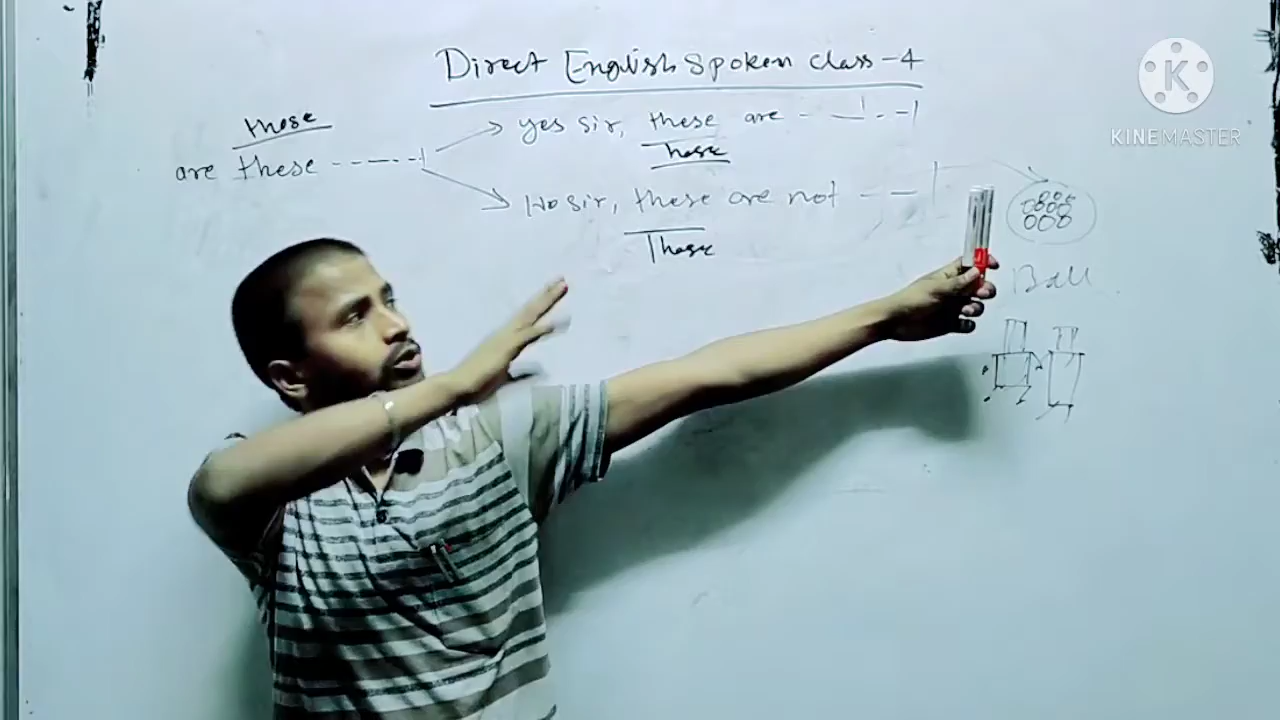 Direct English Spoken class-4
those
are these ------
yes sir, these are - -- . --
Those
No sir, these are not - --
Those
Ball
K
KINEMASTER